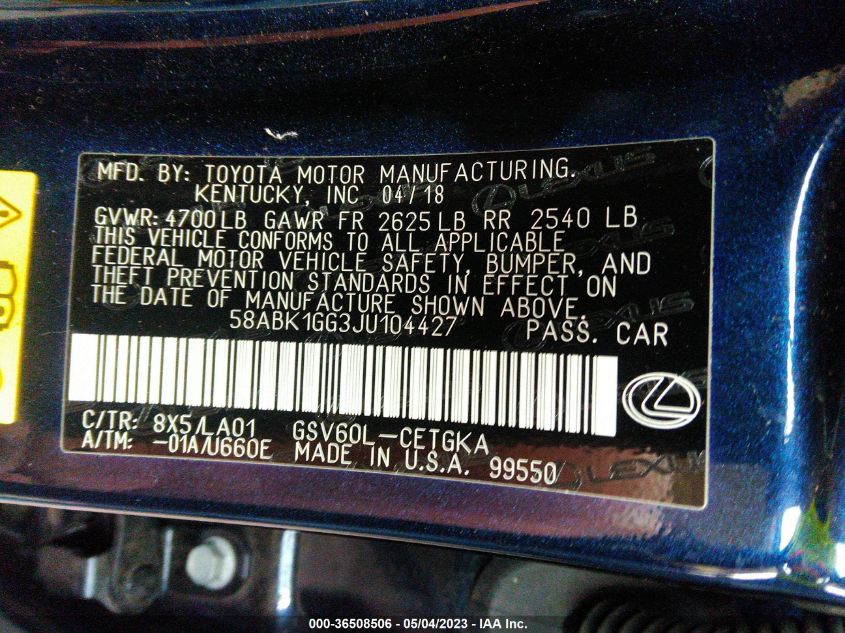 MFD. BY: TOYOTA MOTOR MANUFACTURING.
KENTUCKY, INC 04/18
GVWR: 4700 LB GAWR FR 2625 LB RR 2540 LB
THIS VEHICLE CONFORMS TO ALL APPLICABLE
FEDERAL MOTOR VEHICLE SAFETY, BUMPER, AND
THEFT PREVENTION STANDARDS IN EFFECT ON
THE DATE OF MANUFACTURE SHOWN ABOVE.
58ABK1GG3JU104427 PASS. CAR
C/TR: 8X5/LA01 GSV60L-CETGKA
A/TM: -01A/U660E MADE IN U.S.A. 99550
LEXUS
000-36508506 - 05/04/2023 - IAA Inc.